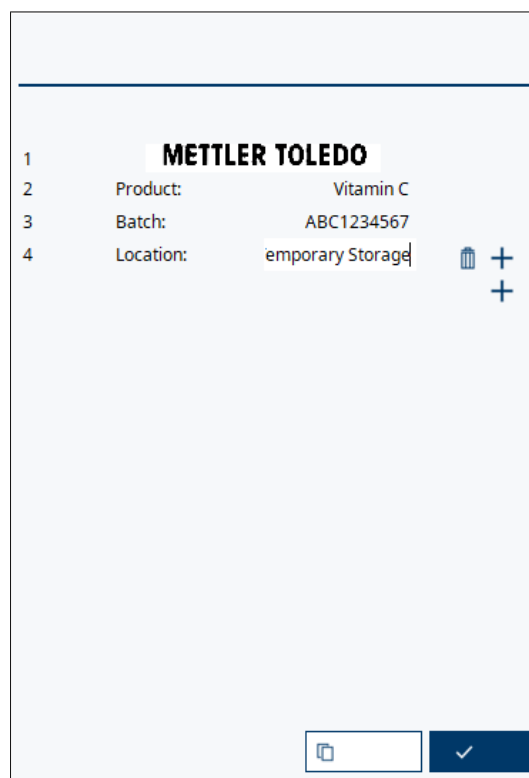 1 METTLER TOLEDO
2 Product: Vitamin C
3 Batch: ABC1234567
4 Location: emporary Storage